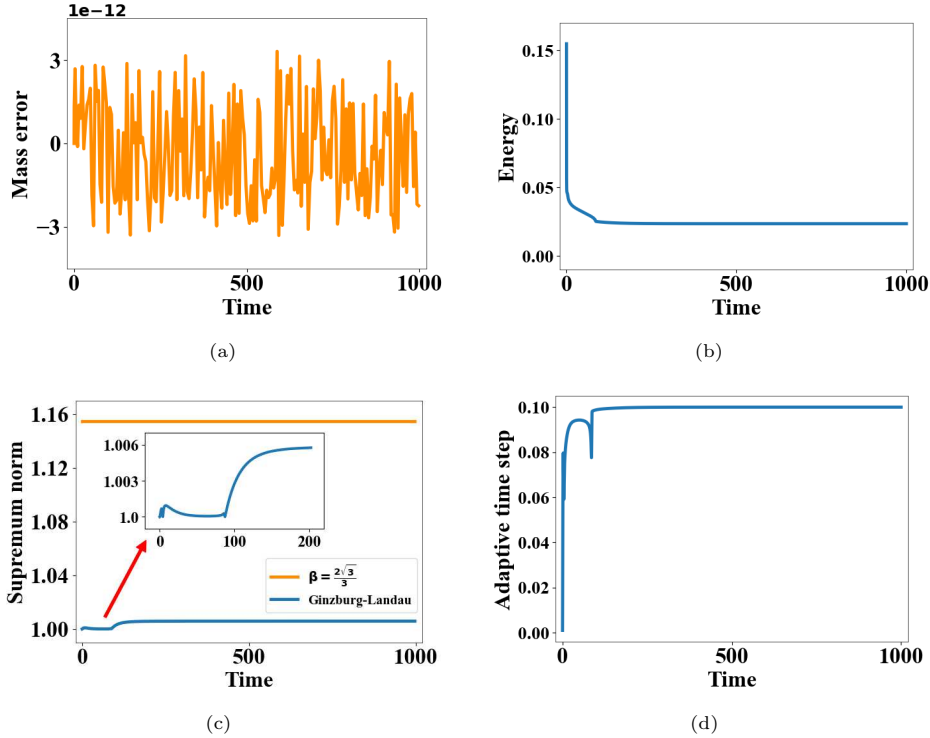 1e−12
3
0
−3
Mass error
0
500
1000
Time
(a)
0.15
0.10
0.05
0.00
Energy
0
500
1000
Time
(b)
1.16
1.12
1.08
1.04
1.00
Supremum norm
1.006
1.003
1.0
0
100
200
β = 2√3/3
Ginzburg-Landau
0
500
1000
Time
(c)
0.10
0.08
0.06
0.04
0.02
0.00
Adaptive time step
0
500
1000
Time
(d)